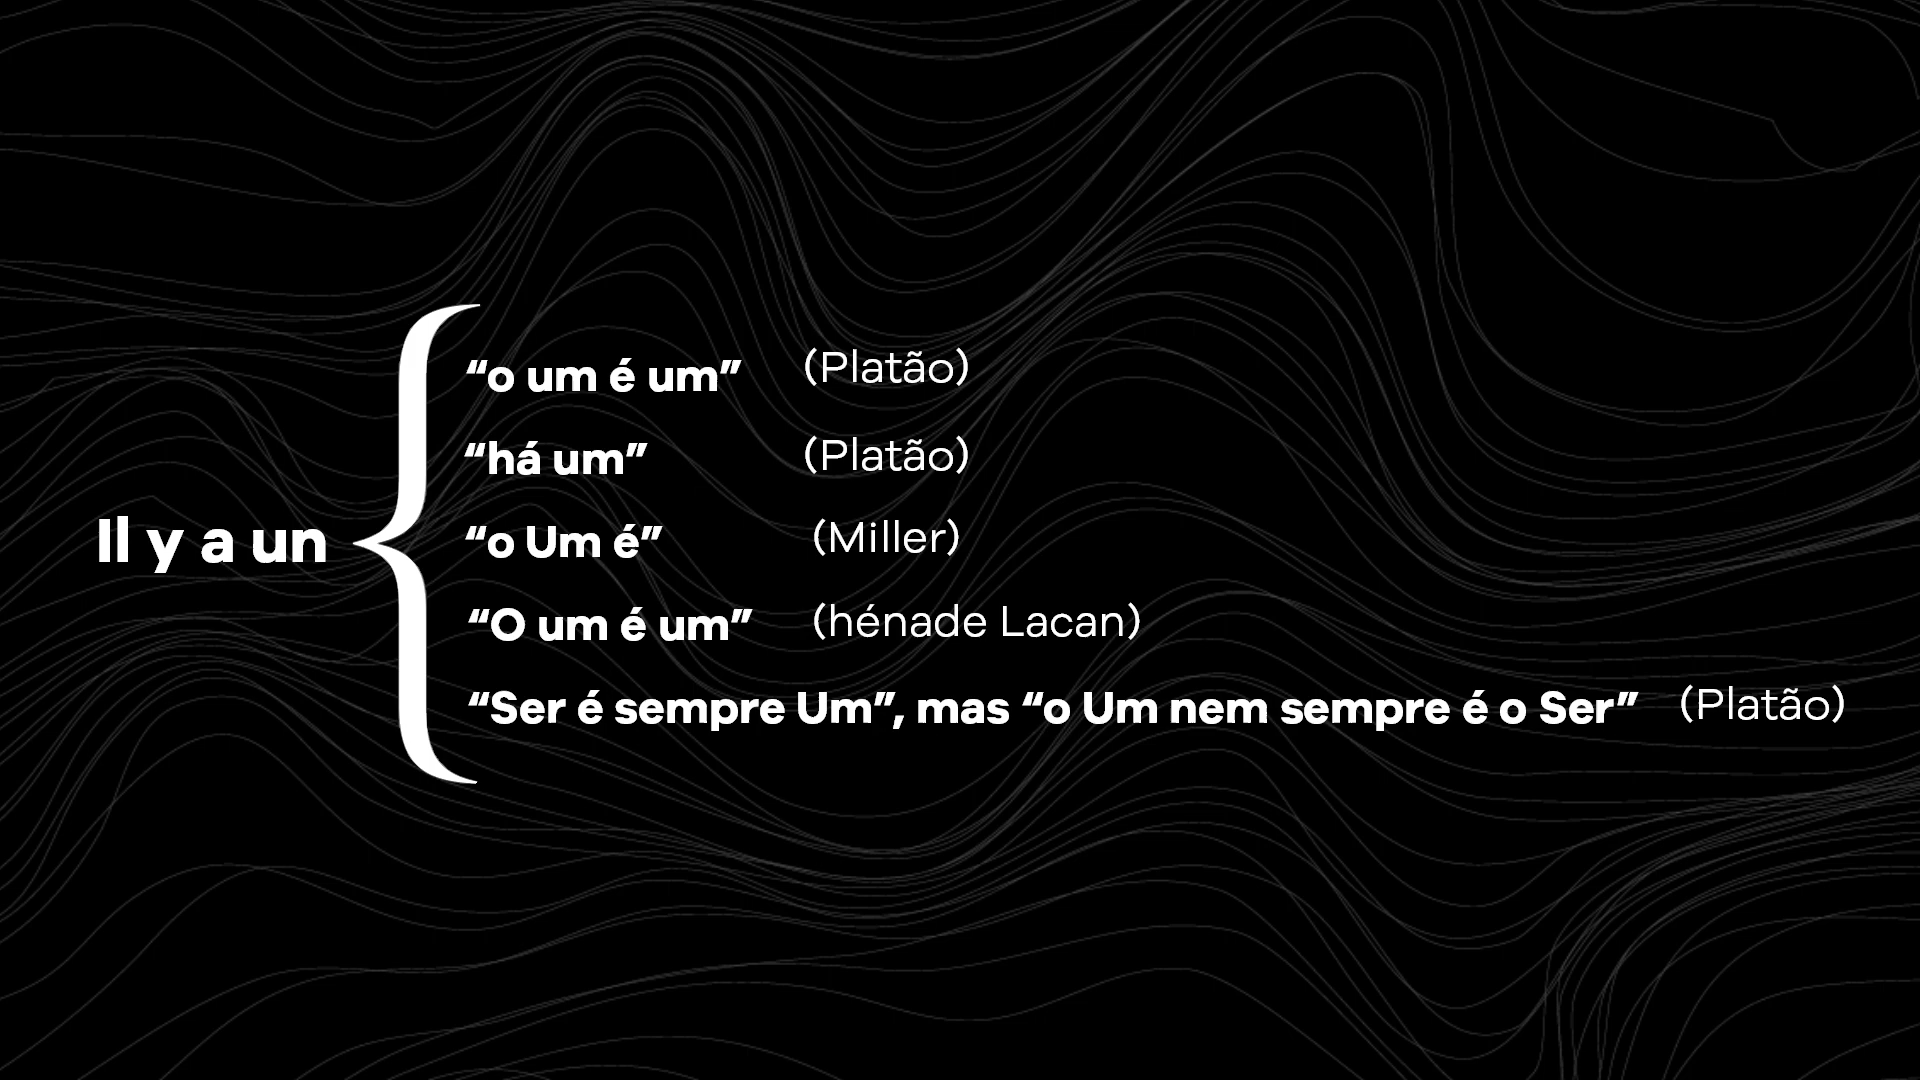 “o um é um” (Platão)
“há um” (Platão)
Il y a un
“o Um é” (Miller)
“O um é um” (hénade Lacan)
“Ser é sempre Um”, mas “o Um nem sempre é o Ser” (Platão)